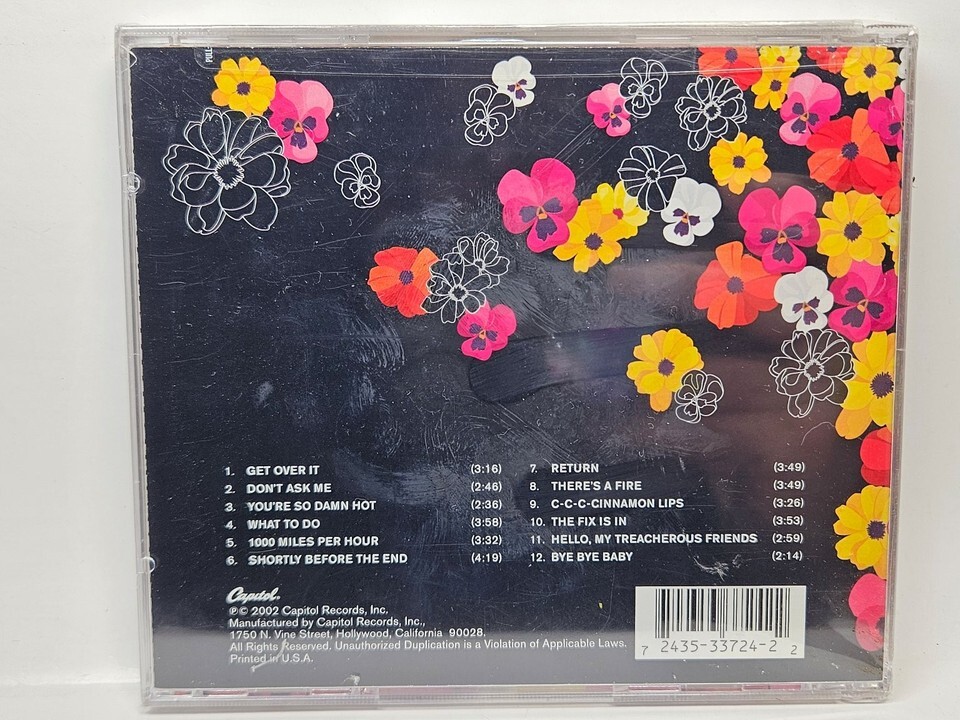 PULL
1. GET OVER IT (3:16)
2. DON'T ASK ME (2:46)
3. YOU'RE SO DAMN HOT (2:36)
4. WHAT TO DO (3:58)
5. 1000 MILES PER HOUR (3:32)
6. SHORTLY BEFORE THE END (4:19)
7. RETURN (3:49)
8. THERE'S A FIRE (3:49)
9. C-C-C-CINNAMON LIPS (3:26)
10. THE FIX IS IN (3:53)
11. HELLO, MY TREACHEROUS FRIENDS (2:59)
12. BYE BYE BABY (2:14)
Capitol.
℗© 2002 Capitol Records, Inc.
Manufactured by Capitol Records, Inc.,
1750 N. Vine Street, Hollywood, California 90028.
All Rights Reserved. Unauthorized Duplication is a Violation of Applicable Laws.
Printed in U.S.A.
7 2435-33724-2 2